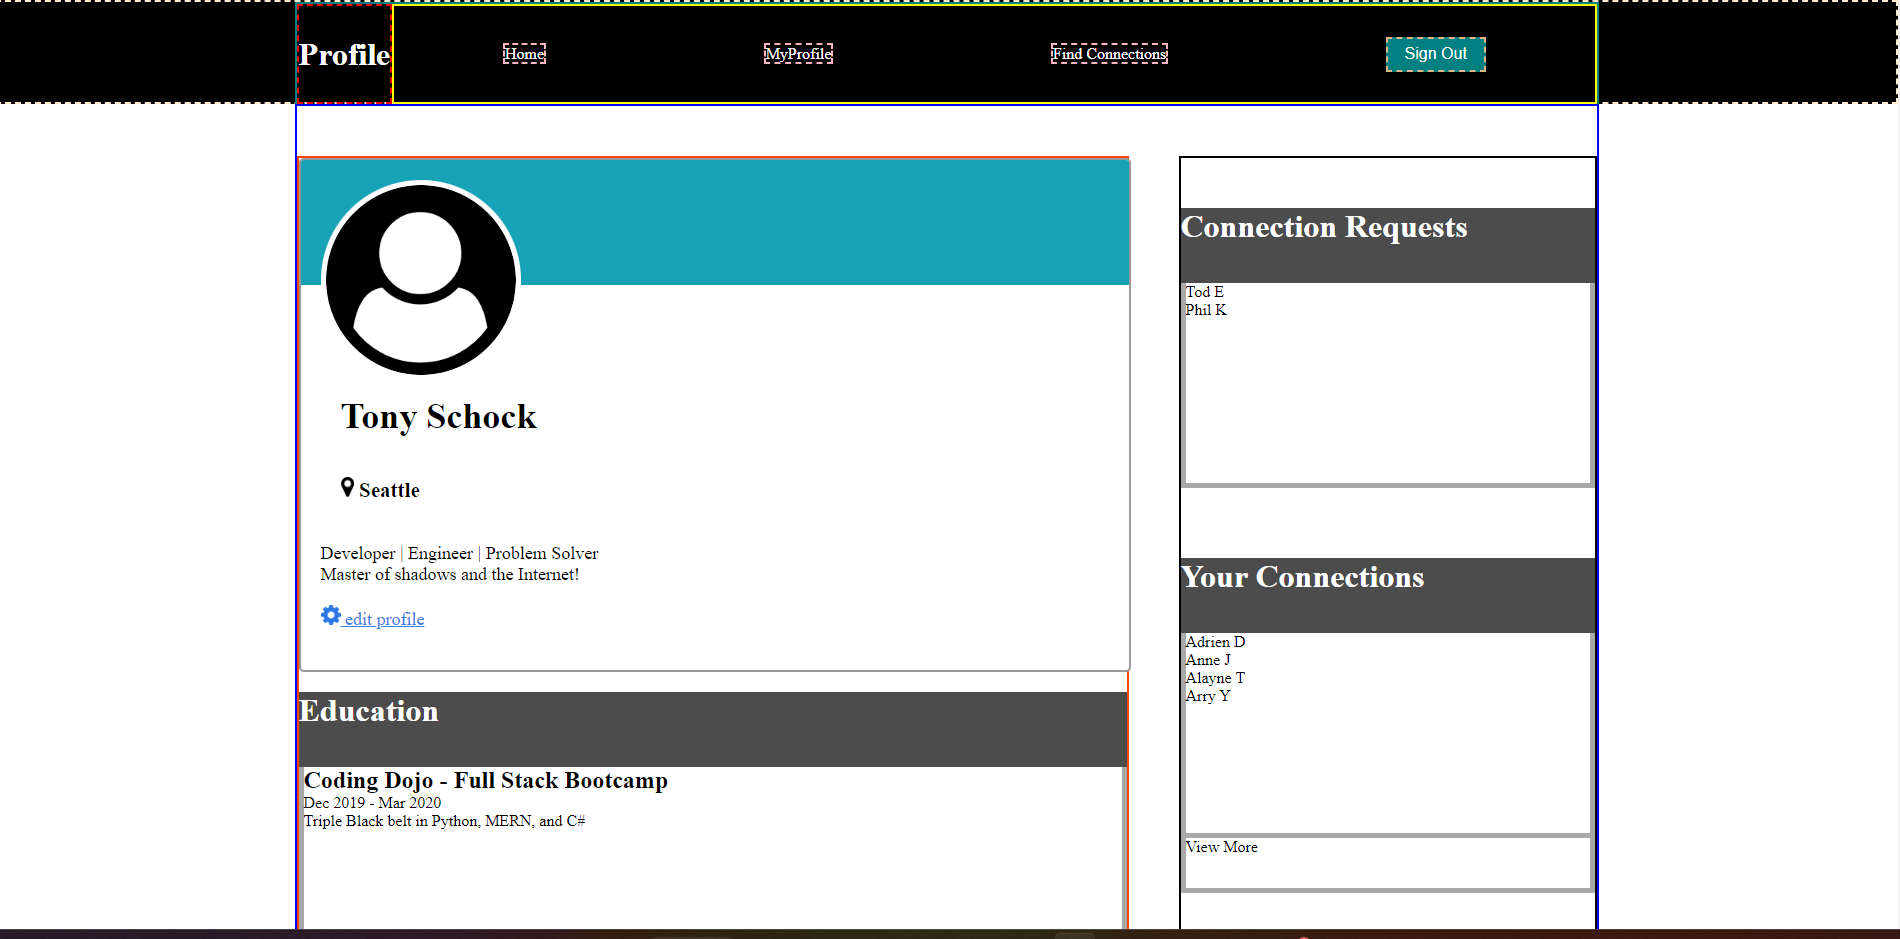 Profile
Home
MyProfile
Find Connections
Sign Out
Tony Schock
Seattle
Developer | Engineer | Problem Solver
Master of shadows and the Internet!
edit profile
Education
Coding Dojo - Full Stack Bootcamp
Dec 2019 - Mar 2020
Triple Black belt in Python, MERN, and C#
Connection Requests
Tod E
Phil K
Your Connections
Adrien D
Anne J
Alayne T
Arry Y
View More